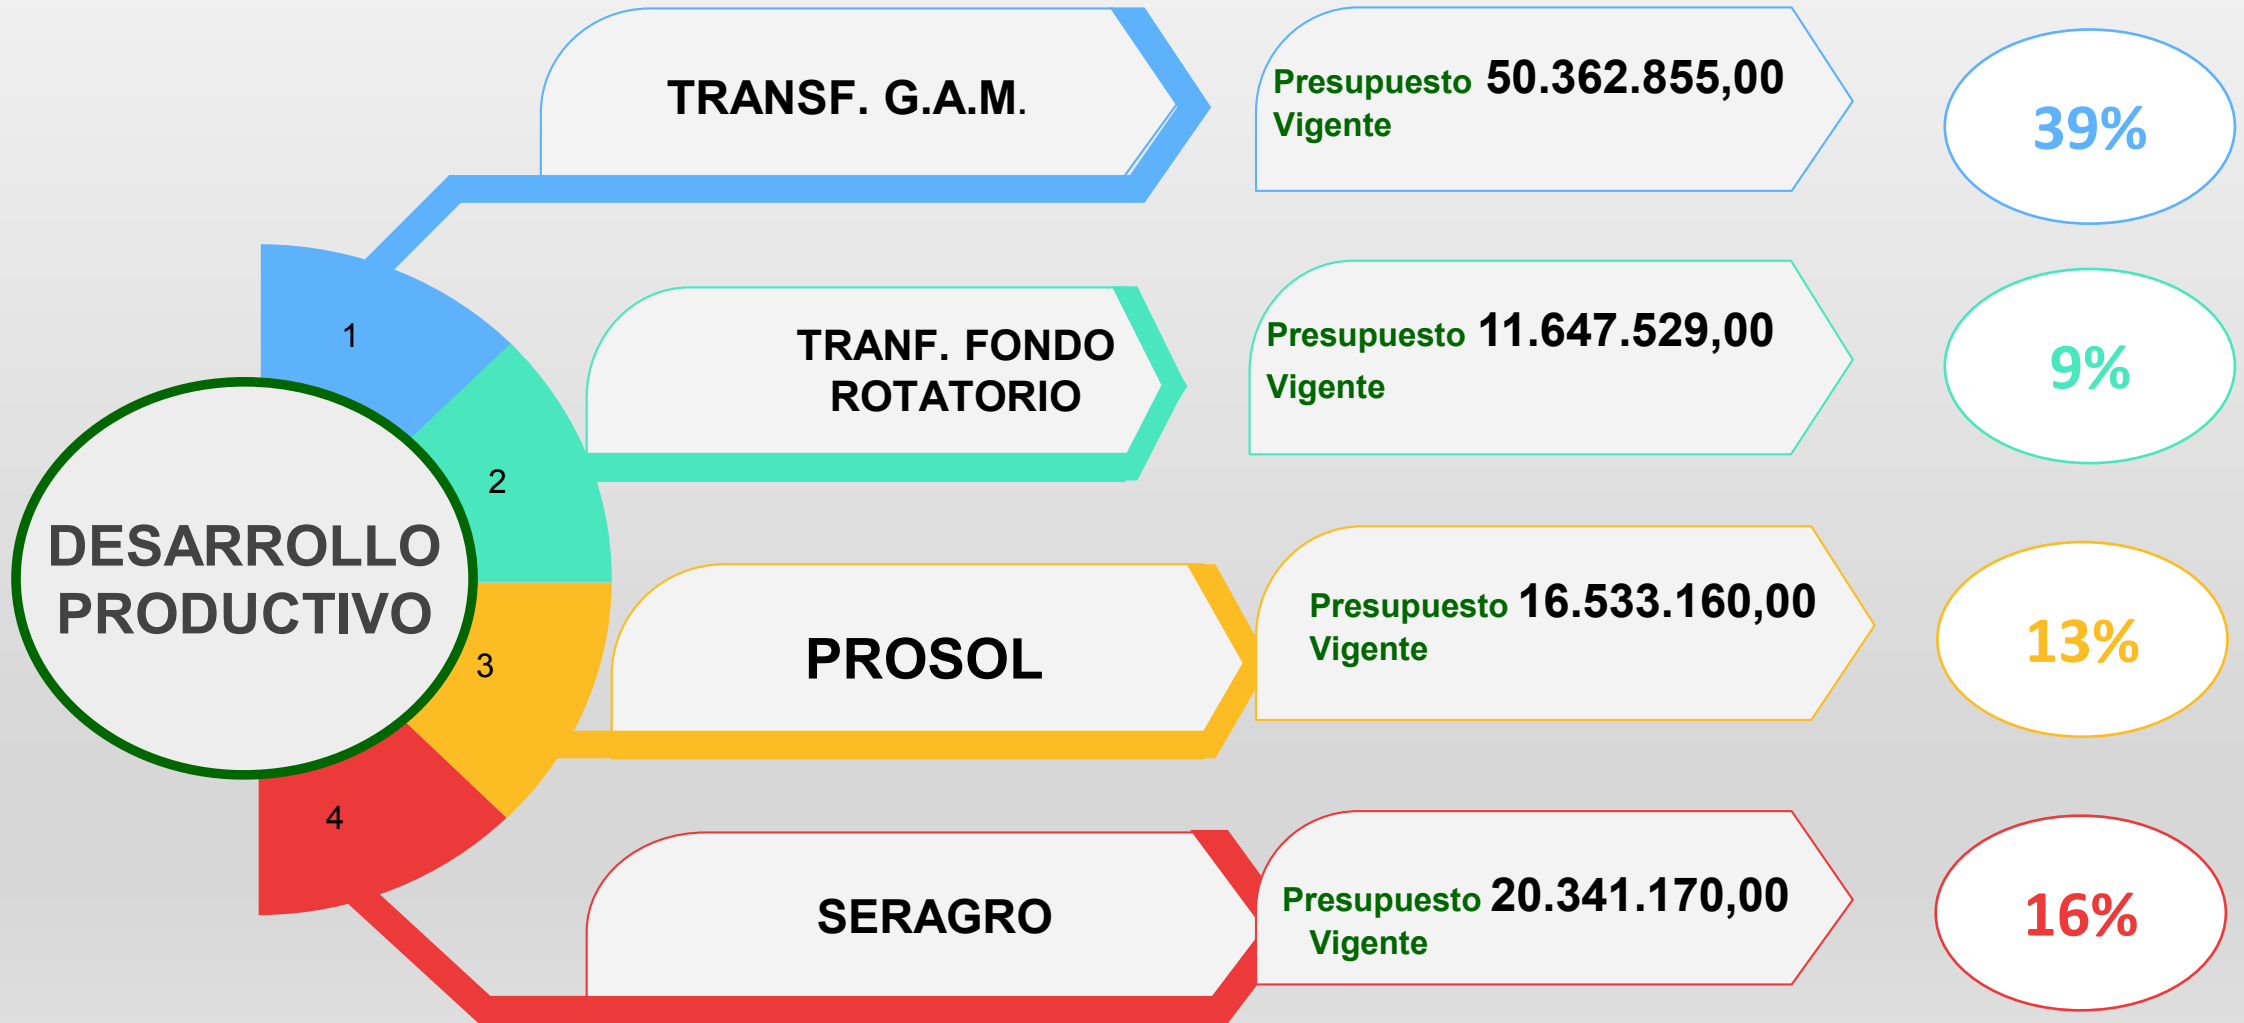 TRANSF. G.A.M.
Presupuesto 50.362.855,00
Vigente
39%
1
TRANF. FONDO
ROTATORIO
Presupuesto 11.647.529,00
Vigente
9%
2
DESARROLLO
PRODUCTIVO
3
PROSOL
Presupuesto 16.533.160,00
Vigente
13%
4
SERAGRO
Presupuesto 20.341.170,00
Vigente
16%